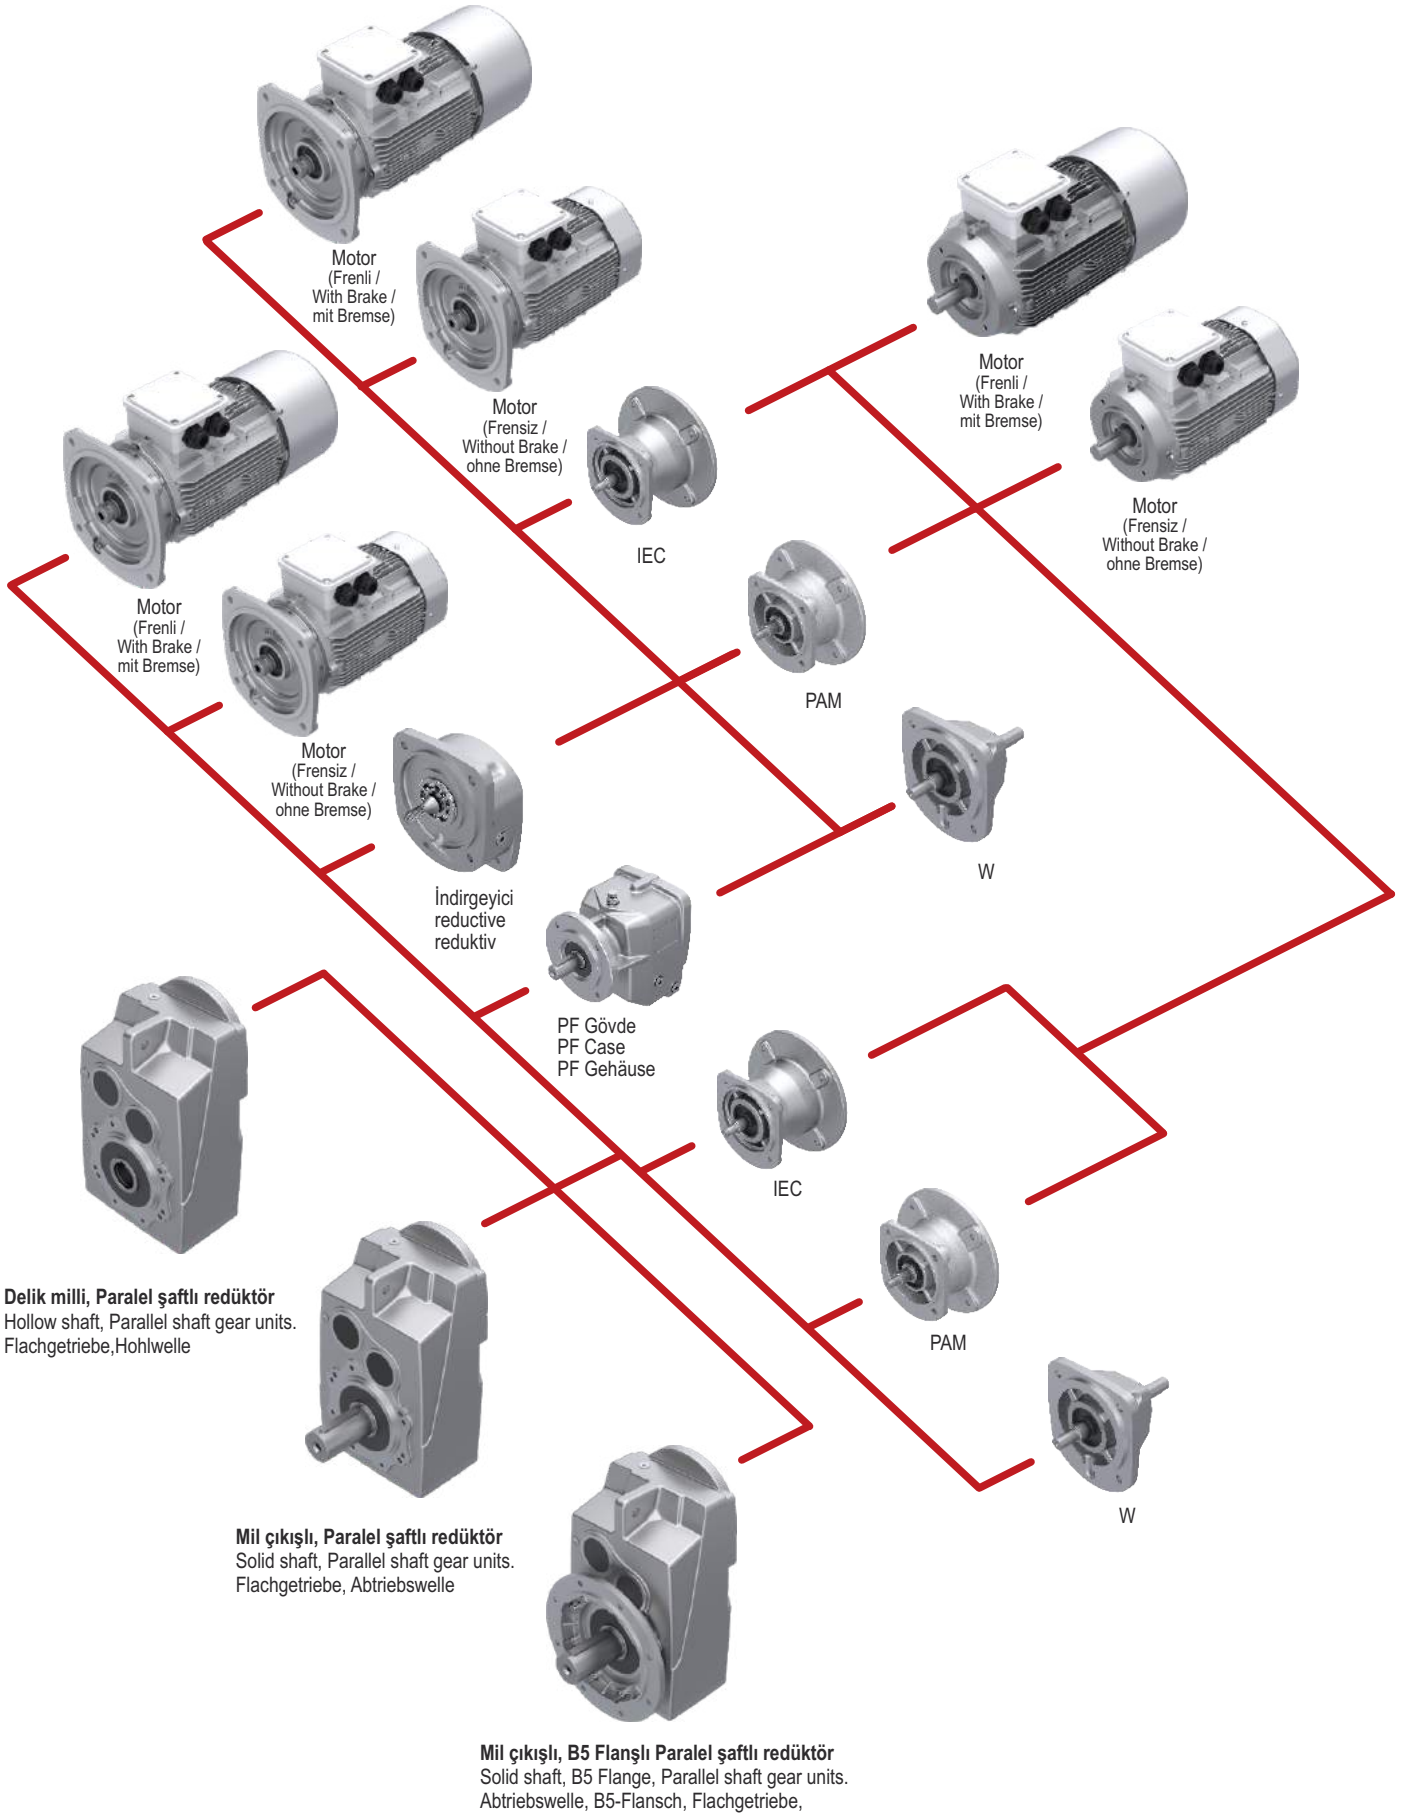 Motor
(Frenli /
With Brake /
mit Bremse)
Motor
(Frensiz /
Without Brake /
ohne Bremse)
Motor
(Frenli /
With Brake /
mit Bremse)
Motor
(Frensiz /
Without Brake /
ohne Bremse)
IEC
Motor
(Frenli /
With Brake /
mit Bremse)
PAM
Motor
(Frensiz /
Without Brake /
ohne Bremse)
W
İndirgeyici
reductive
reduktiv
PF Gövde
PF Case
PF Gehäuse
IEC
Delik milli, Paralel şaftlı redüktör
Hollow shaft, Parallel shaft gear units.
Flachgetriebe,Hohlwelle
PAM
W
Mil çıkışlı, Paralel şaftlı redüktör
Solid shaft, Parallel shaft gear units.
Flachgetriebe, Abtriebswelle
Mil çıkışlı, B5 Flanşlı Paralel şaftlı redüktör
Solid shaft, B5 Flange, Parallel shaft gear units.
Abtriebswelle, B5-Flansch, Flachgetriebe,